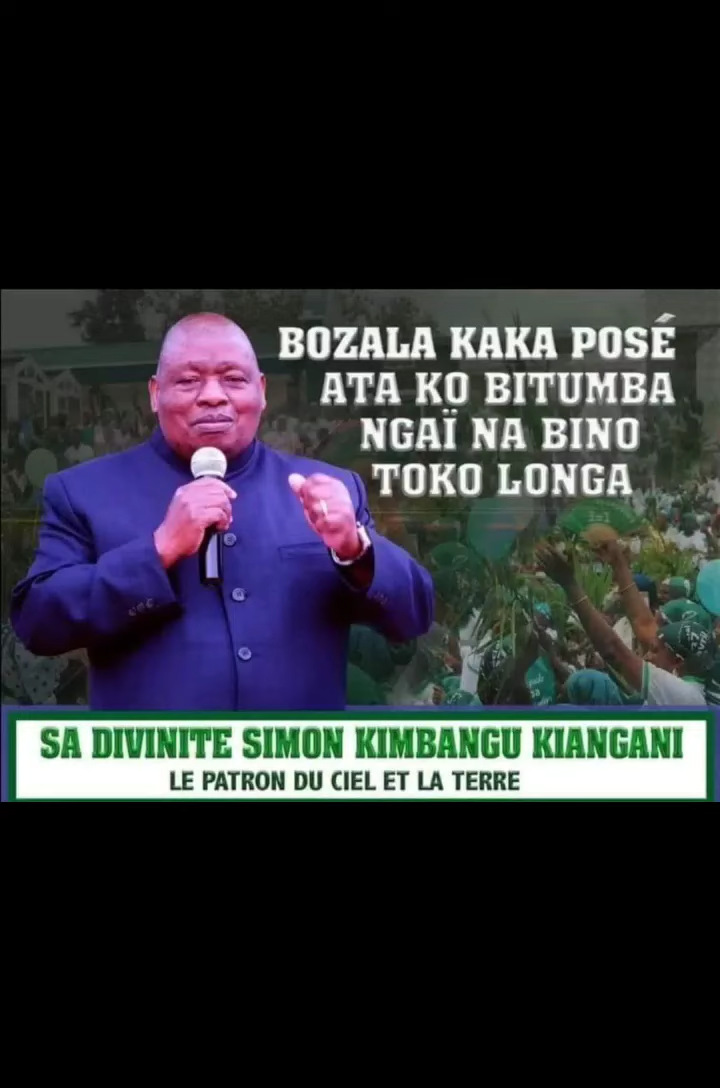 BOZALA KAKA POSÉ
ATA KO BITUMBA
NGAÏ NA BINO
TOKO LONGA
SA DIVINITE SIMON KIMBANGU KIANGANI
LE PATRON DU CIEL ET LA TERRE